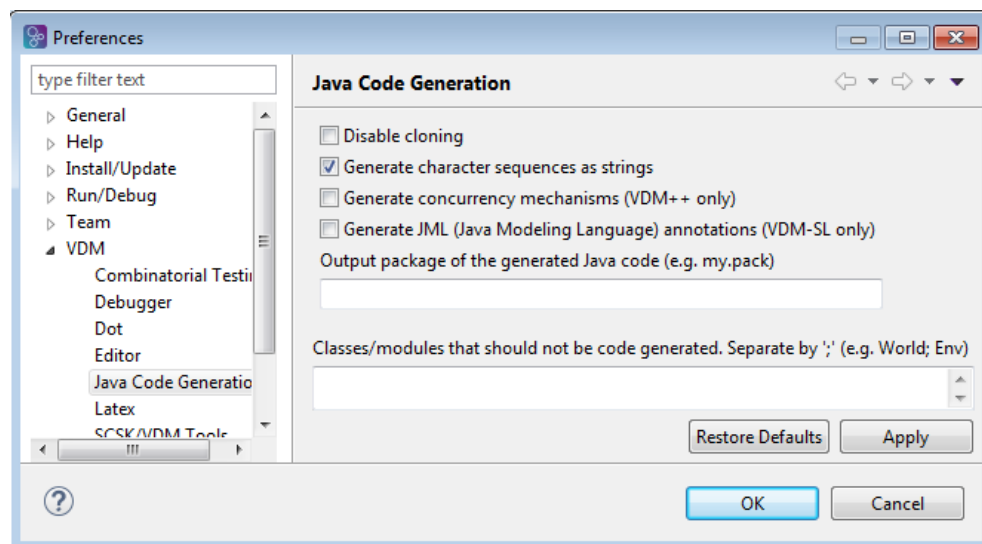 Preferences
type filter text
General
Help
Install/Update
Run/Debug
Team
VDM
Combinatorial Testi
Debugger
Dot
Editor
Java Code Generatio
Latex
SCSK/VDM Tools
Java Code Generation
Disable cloning
Generate character sequences as strings
Generate concurrency mechanisms (VDM++ only)
Generate JML (Java Modeling Language) annotations (VDM-SL only)
Output package of the generated Java code (e.g. my.pack)
Classes/modules that should not be code generated. Separate by ';' (e.g. World; Env)
Restore Defaults
Apply
?
OK
Cancel